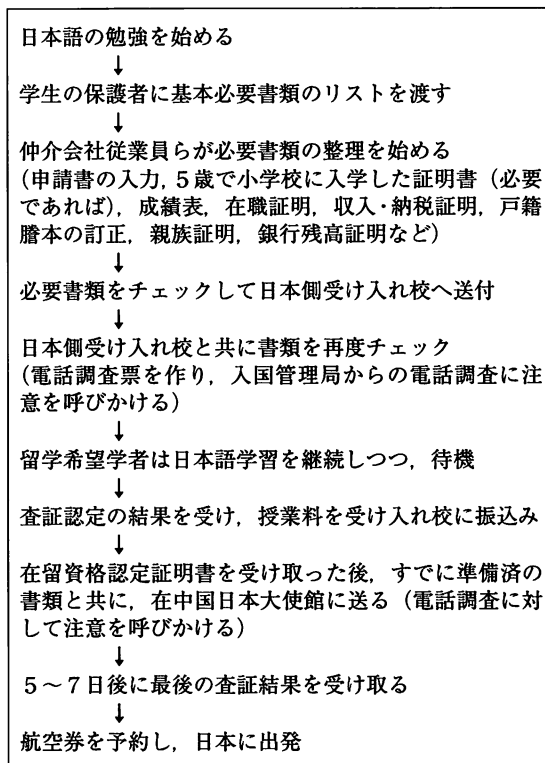 日本語の勉強を始める
↓
学生の保護者に基本必要書類のリストを渡す
↓
仲介会社従業員らが必要書類の整理を始める
(申請書の入力,5歳で小学校に入学した証明書(必要
であれば),成績表,在職証明,収入・納税証明,戸籍
謄本の訂正,親族証明,銀行残高証明など)
↓
必要書類をチェックして日本側受け入れ校へ送付
↓
日本側受け入れ校と共に書類を再度チェック
(電話調査票を作り,入国管理局からの電話調査に注
意を呼びかける)
↓
留学希望学者は日本語学習を継続しつつ,待機
↓
査証認定の結果を受け,授業料を受け入れ校に振込み
↓
在留資格認定証明書を受け取った後,すでに準備済の
書類と共に,在中国日本大使館に送る(電話調査に対
して注意を呼びかける)
↓
5~7日後に最後の査証結果を受け取る
↓
航空券を予約し,日本に出発